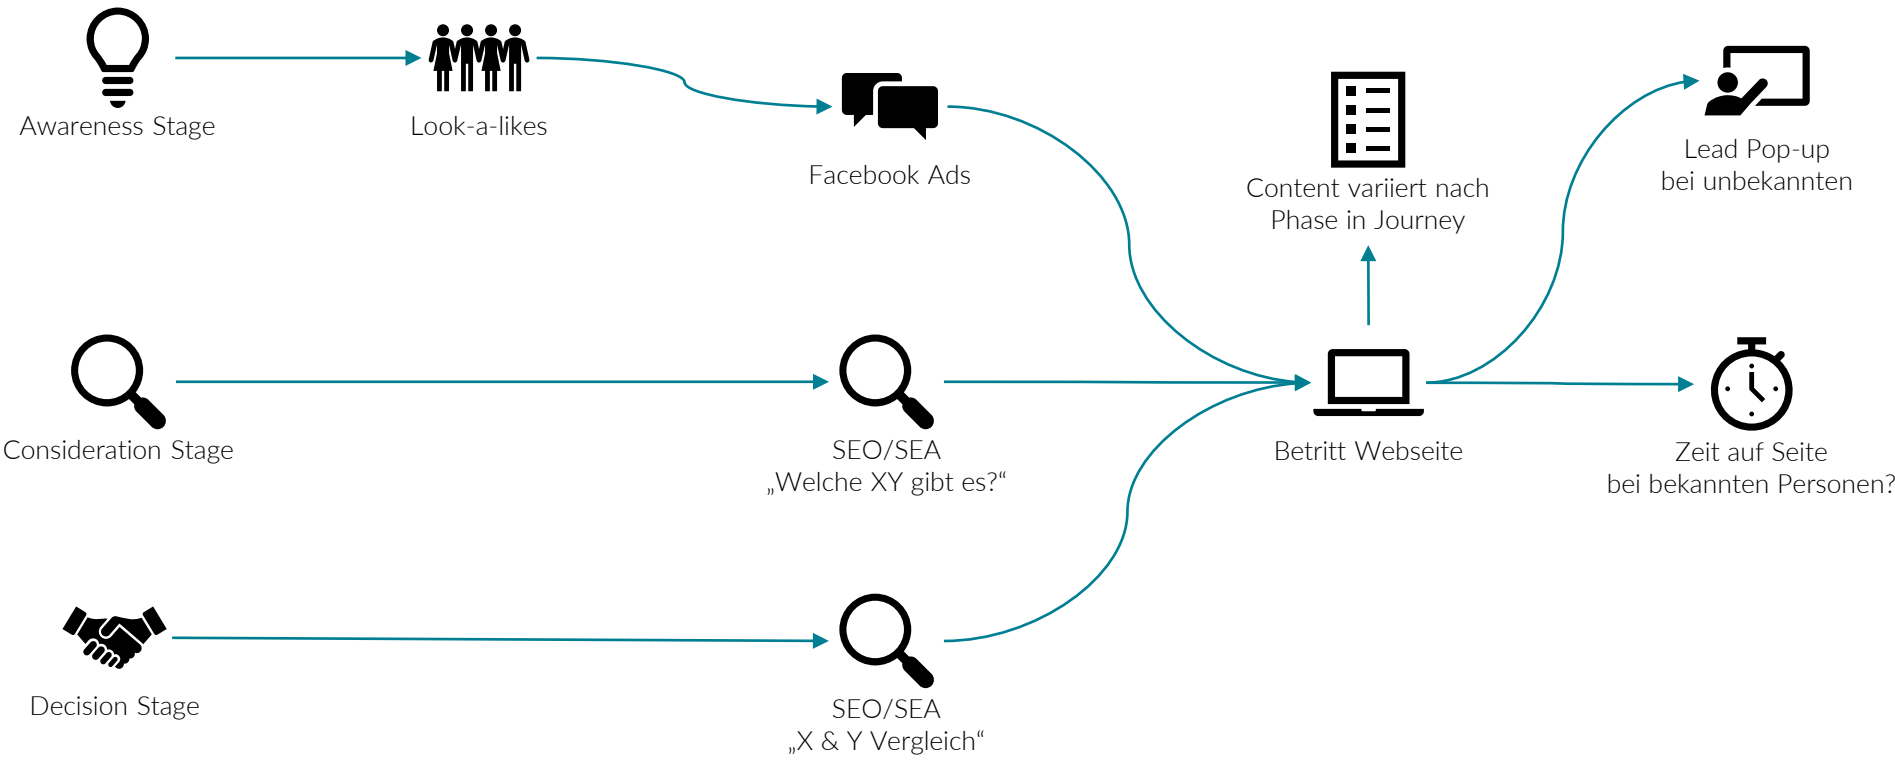 Awareness Stage
Look-a-likes
Facebook Ads
Content variiert nach
Phase in Journey
Lead Pop-up
bei unbekannten
Consideration Stage
SEO/SEA
„Welche XY gibt es?“
Betritt Webseite
Zeit auf Seite
bei bekannten Personen?
Decision Stage
SEO/SEA
„X & Y Vergleich“